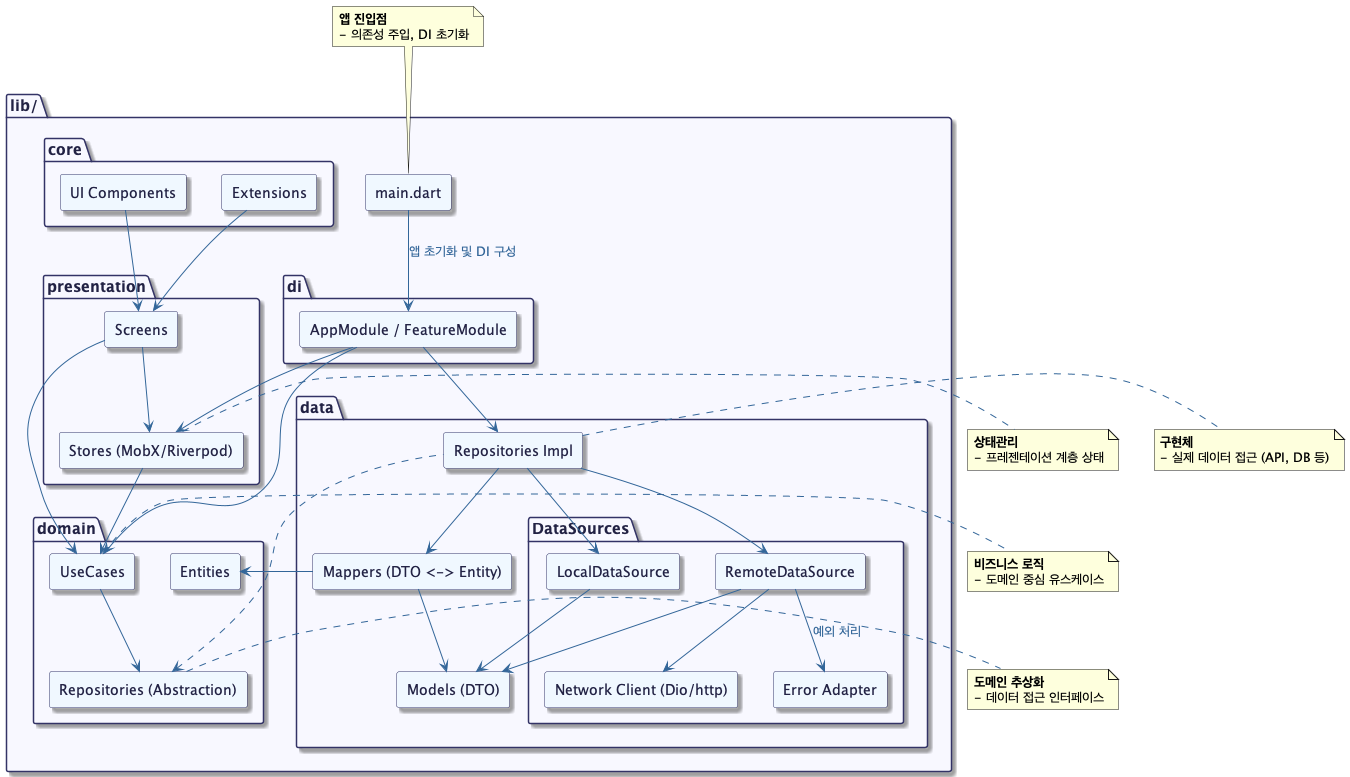 앱 진입점
- 의존성 주입, DI 초기화
lib/
core
UI Components
Extensions
main.dart
앱 초기화 및 DI 구성
presentation
Screens
di
AppModule / FeatureModule
Stores (MobX/Riverpod)
data
Repositories Impl
상태관리
- 프레젠테이션 계층 상태
구현체
- 실제 데이터 접근 (API, DB 등)
domain
UseCases
Entities
Mappers (DTO <-> Entity)
DataSources
LocalDataSource
RemoteDataSource
비즈니스 로직
- 도메인 중심 유스케이스
예외 처리
Repositories (Abstraction)
Models (DTO)
Network Client (Dio/http)
Error Adapter
도메인 추상화
- 데이터 접근 인터페이스